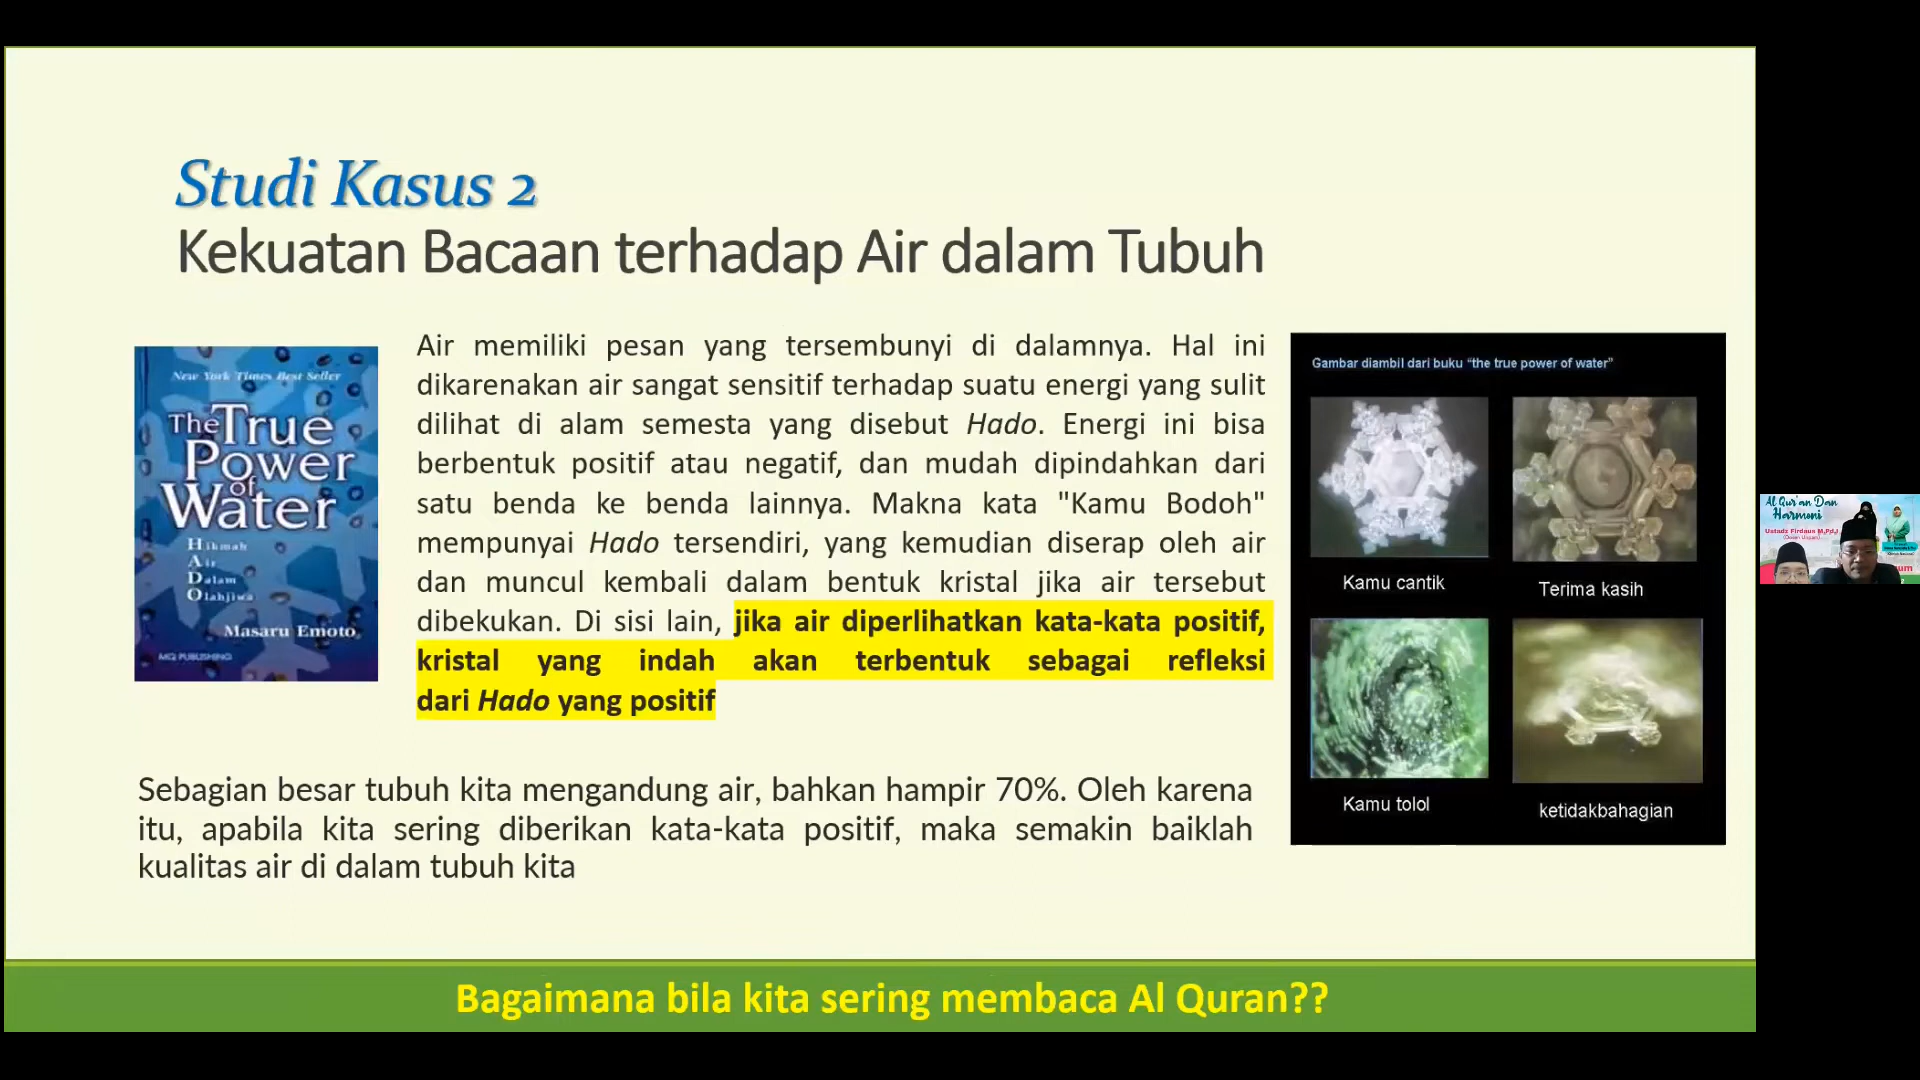 Studi Kasus 2
Kekuatan Bacaan terhadap Air dalam Tubuh
New York Times Best Seller
The True
Power
of
Water
Hikmah
Air
Dalam
Olahjiwa
Masaru Emoto
MQ PUBLISHING
Air memiliki pesan yang tersembunyi di dalamnya. Hal ini
dikarenakan air sangat sensitif terhadap suatu energi yang sulit
dilihat di alam semesta yang disebut Hado. Energi ini bisa
berbentuk positif atau negatif, dan mudah dipindahkan dari
satu benda ke benda lainnya. Makna kata "Kamu Bodoh"
mempunyai Hado tersendiri, yang kemudian diserap oleh air
dan muncul kembali dalam bentuk kristal jika air tersebut
dibekukan. Di sisi lain, jika air diperlihatkan kata-kata positif,
kristal yang indah akan terbentuk sebagai refleksi
dari Hado yang positif
Gambar diambil dari buku “the true power of water”
Kamu cantik
Terima kasih
Kamu tolol
ketidakbahagian
Sebagian besar tubuh kita mengandung air, bahkan hampir 70%. Oleh karena
itu, apabila kita sering diberikan kata-kata positif, maka semakin baiklah
kualitas air di dalam tubuh kita
Bagaimana bila kita sering membaca Al Quran??
Al Qur'an Dan
Harmoni
Ustadz Firdaus M.Pd.I